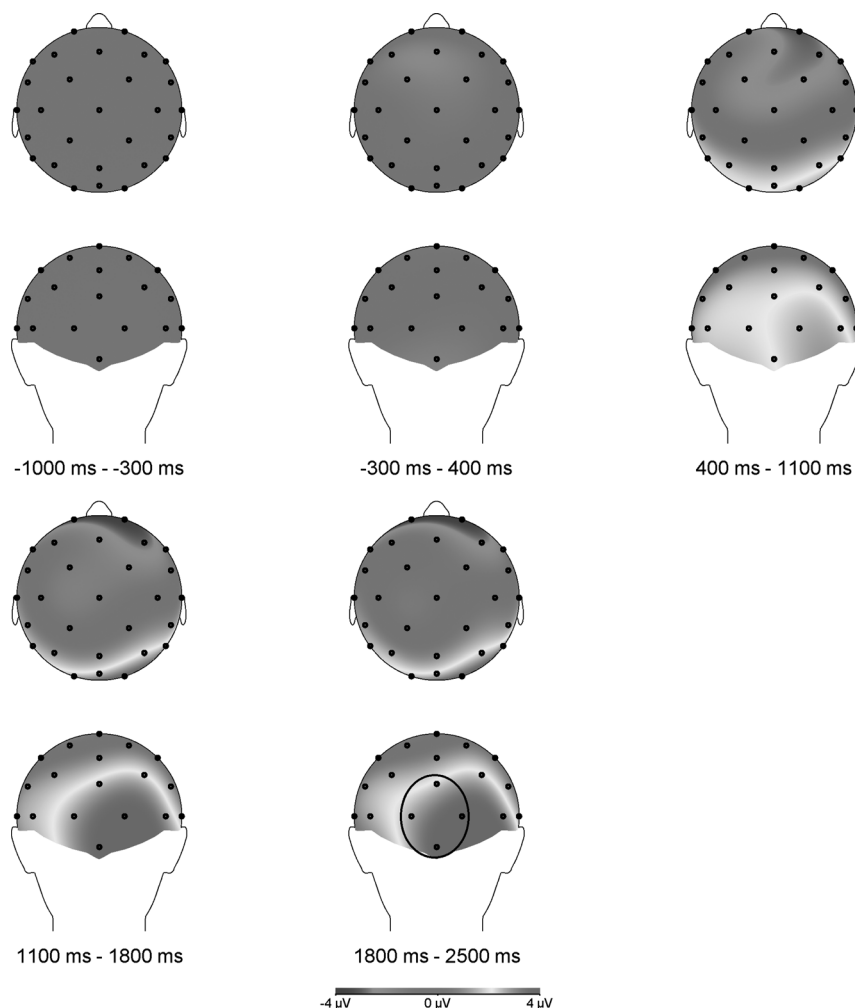 -1000 ms - -300 ms
-300 ms - 400 ms
400 ms - 1100 ms
1100 ms - 1800 ms
1800 ms - 2500 ms
-4 µV 0 µV 4 µV